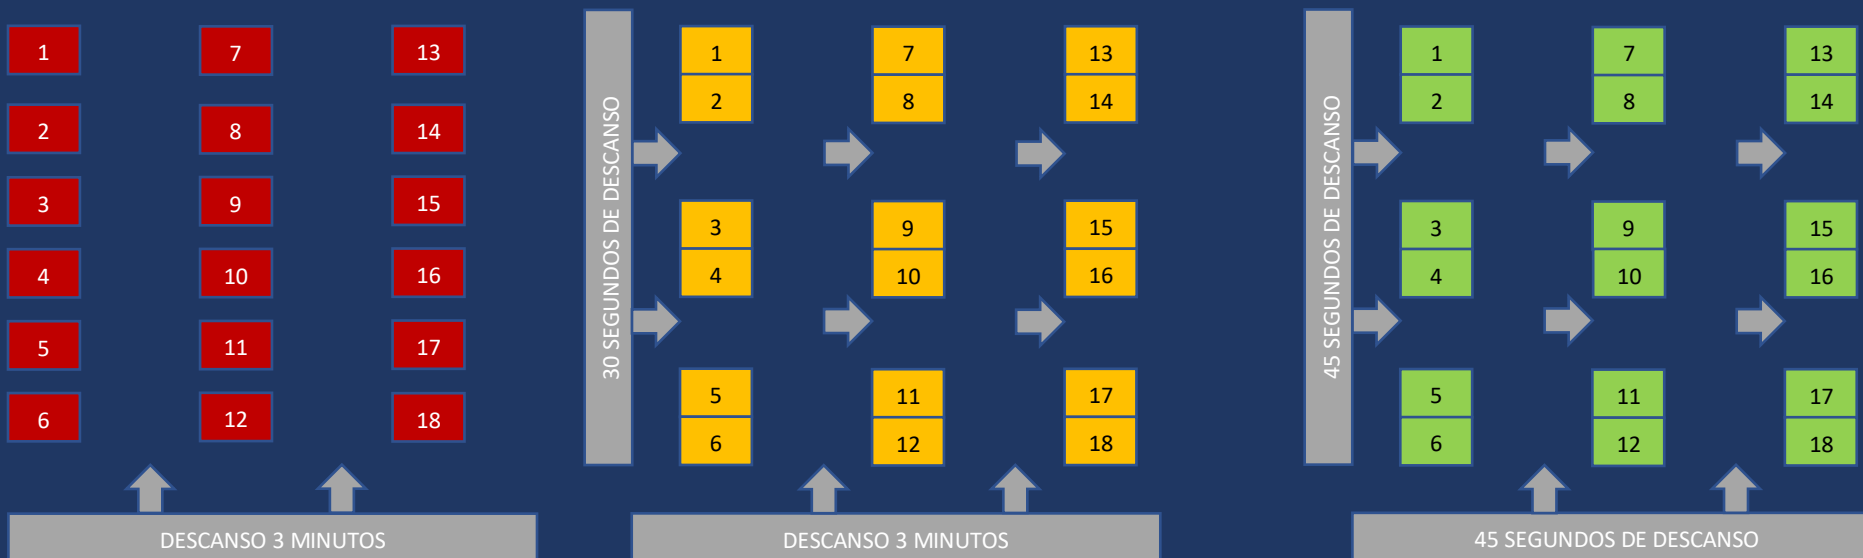 1 7 13
2 8 14
3 9 15
4 10 16
5 11 17
6 12 18
DESCANSO 3 MINUTOS
30 SEGUNDOS DE DESCANSO
1 7 13
2 8 14
3 9 15
4 10 16
5 11 17
6 12 18
DESCANSO 3 MINUTOS
45 SEGUNDOS DE DESCANSO
1 7 13
2 8 14
3 9 15
4 10 16
5 11 17
6 12 18
45 SEGUNDOS DE DESCANSO